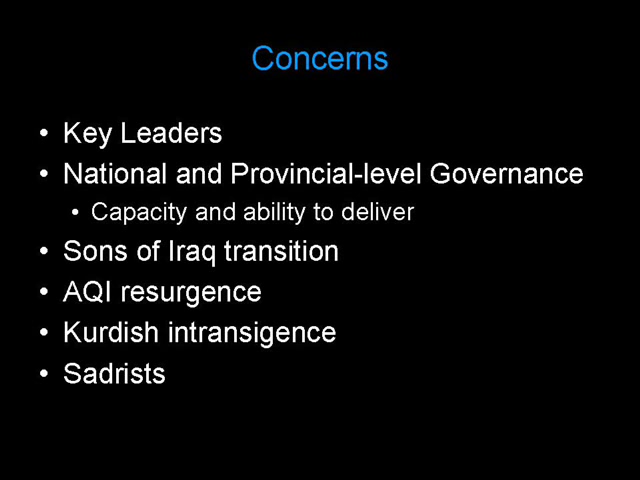 Concerns
• Key Leaders
• National and Provincial-level Governance
• Capacity and ability to deliver
• Sons of Iraq transition
• AQI resurgence
• Kurdish intransigence
• Sadrists